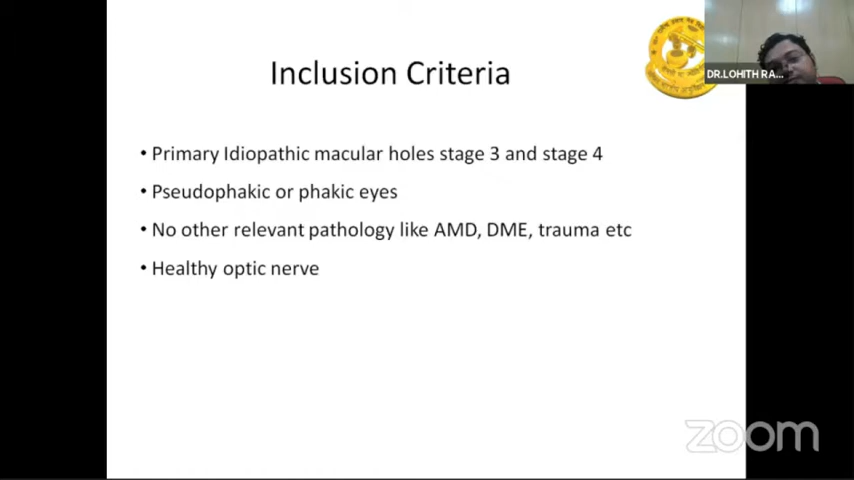 Inclusion Criteria
• Primary Idiopathic macular holes stage 3 and stage 4
• Pseudophakic or phakic eyes
• No other relevant pathology like AMD, DME, trauma etc
• Healthy optic nerve
DR.LOHITH RA...
zoom